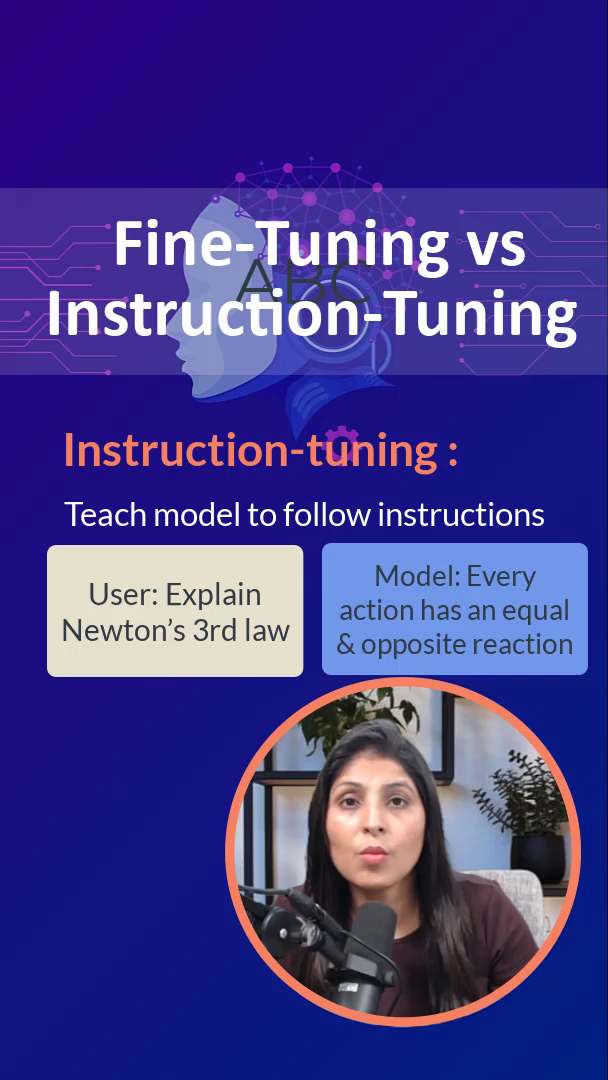 Fine-Tuning vs
ABC
Instruction-Tuning
Instruction-tuning :
Teach model to follow instructions
User: Explain
Newton's 3rd law
Model: Every
action has an equal
& opposite reaction